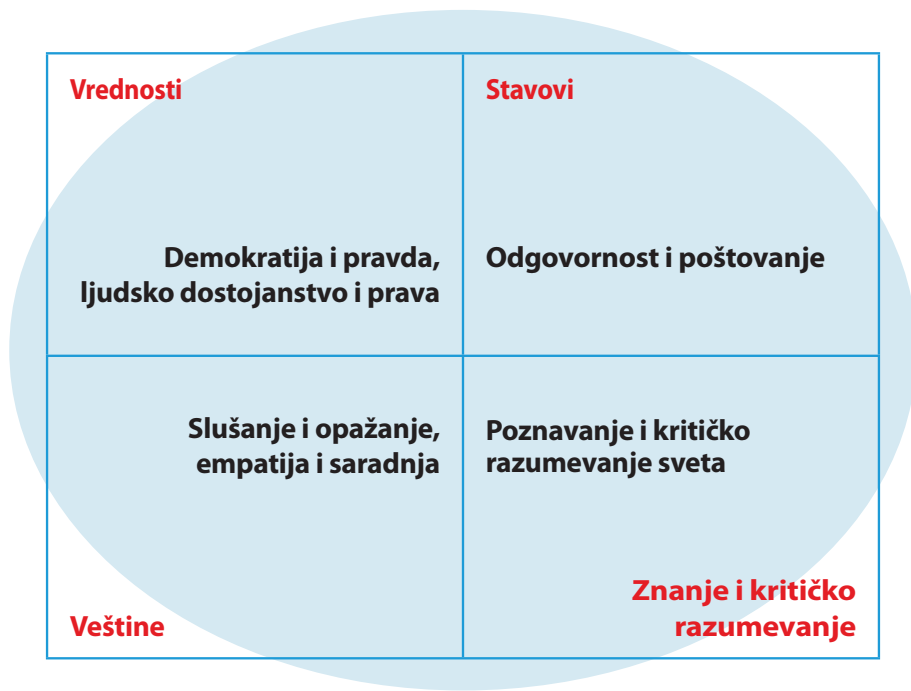 Vrednosti
Demokratija i pravda,
ljudsko dostojanstvo i prava
Stavovi
Odgovornost i poštovanje
Slušanje i opažanje,
empatija i saradnja
Veštine
Poznavanje i kritičko
razumevanje sveta
Znanje i kritičko
razumevanje